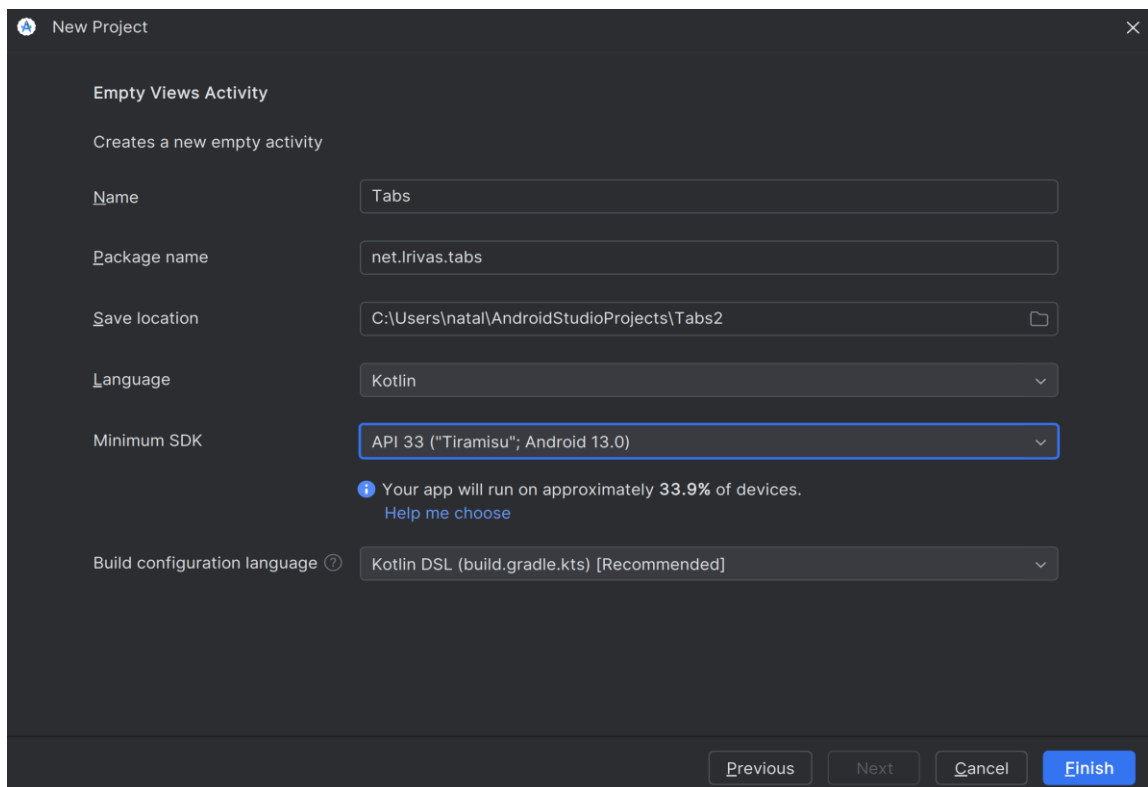 New Project
Empty Views Activity
Creates a new empty activity
Name
Tabs
Package name
net.lrivas.tabs
Save location
C:\Users\natal\AndroidStudioProjects\Tabs2
Language
Kotlin
Minimum SDK
API 33 ("Tiramisu"; Android 13.0)
Your app will run on approximately 33.9% of devices.
Help me choose
Build configuration language ?
Kotlin DSL (build.gradle.kts) [Recommended]
Previous
Next
Cancel
Finish